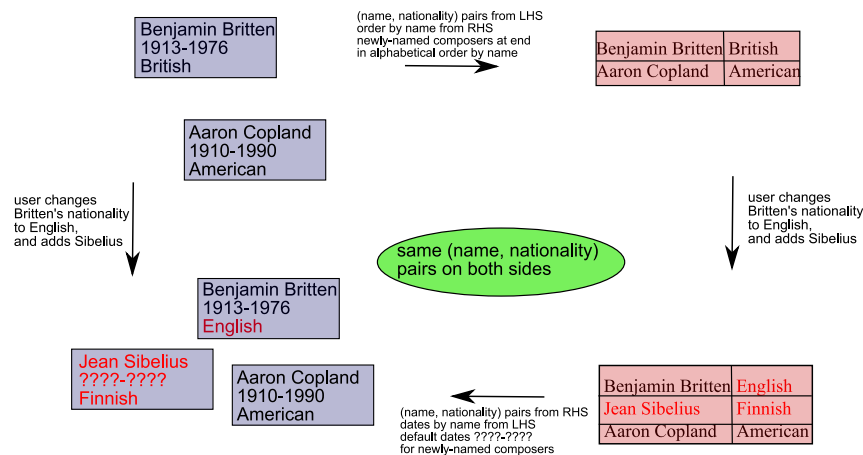 Benjamin Britten
1913-1976
British
(name, nationality) pairs from LHS
order by name from RHS
newly-named composers at end
in alphabetical order by name
Benjamin Britten British
Aaron Copland American
Aaron Copland
1910-1990
American
user changes
Britten's nationality
to English,
and adds Sibelius
same (name, nationality)
pairs on both sides
user changes
Britten's nationality
to English,
and adds Sibelius
Benjamin Britten
1913-1976
English
Jean Sibelius
????-????
Finnish
Aaron Copland
1910-1990
American
(name, nationality) pairs from RHS
dates by name from LHS
default dates ????-????
for newly-named composers
Benjamin Britten English
Jean Sibelius Finnish
Aaron Copland American